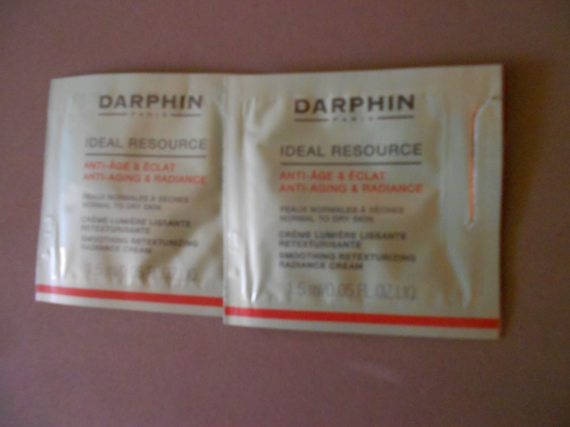 DARPHIN
PARIS
IDEAL RESOURCE
ANTI-ÂGE & ÉCLAT
ANTI-AGING & RADIANCE
PEAUX NORMALES À SÈCHES
NORMAL TO DRY SKIN
CRÈME LUMIÈRE LISSANTE
RETEXTURISANTE
SMOOTHING RETEXTURIZING
RADIANCE CREAM
DARPHIN
PARIS
IDEAL RESOURCE
ANTI-ÂGE & ÉCLAT
ANTI-AGING & RADIANCE
PEAUX NORMALES À SÈCHES
NORMAL TO DRY SKIN
CRÈME LUMIÈRE LISSANTE
RETEXTURISANTE
SMOOTHING RETEXTURIZING
RADIANCE CREAM
1.5 ml/0.05 FL.OZ.LIQ